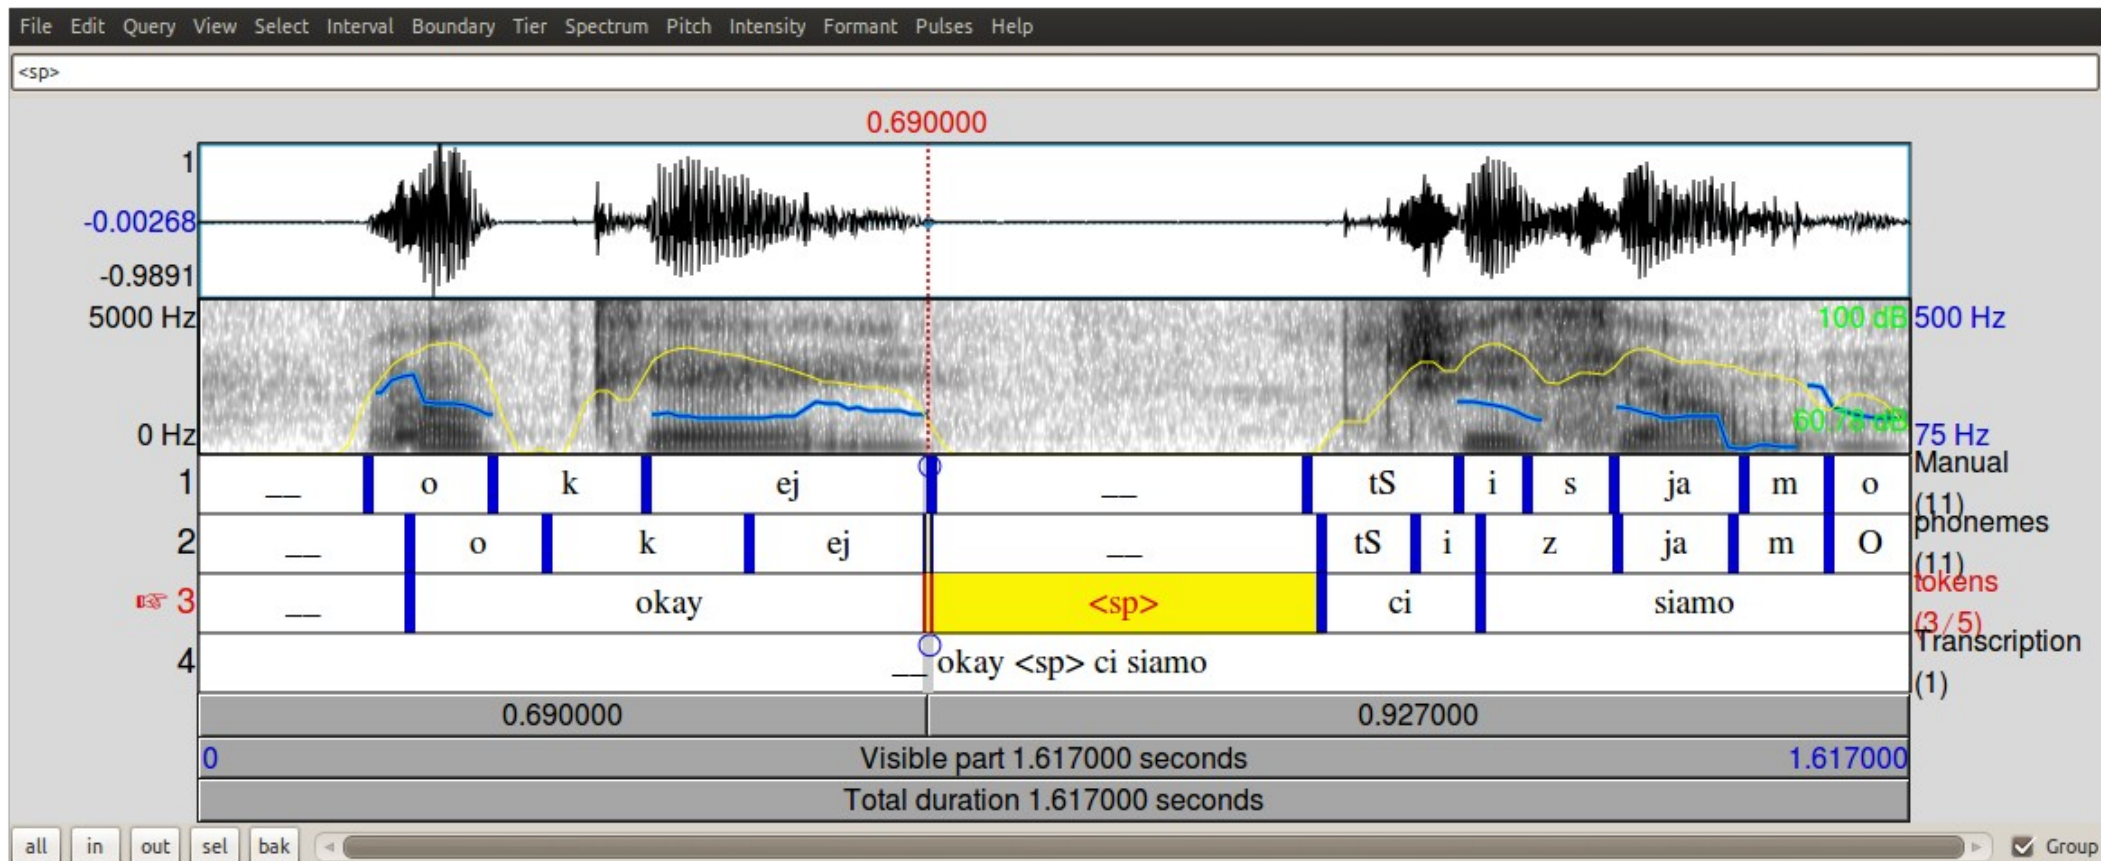 File Edit Query View Select Interval Boundary Tier Spectrum Pitch Intensity Formant Pulses Help
<sp>
0.690000
1
-0.00268
-0.9891
5000 Hz
0 Hz
100 dB
500 Hz
60.78 dB
75 Hz
1 __ o k ej __ tS i s ja m o Manual (11)
2 __ o k ej __ tS i z ja m O phonemes (11)
☞ 3 __ okay <sp> ci siamo tokens (3/5)
4 __ okay <sp> ci siamo Transcription (1)
0.690000 0.927000
0 Visible part 1.617000 seconds 1.617000
Total duration 1.617000 seconds
all in out sel bak Group